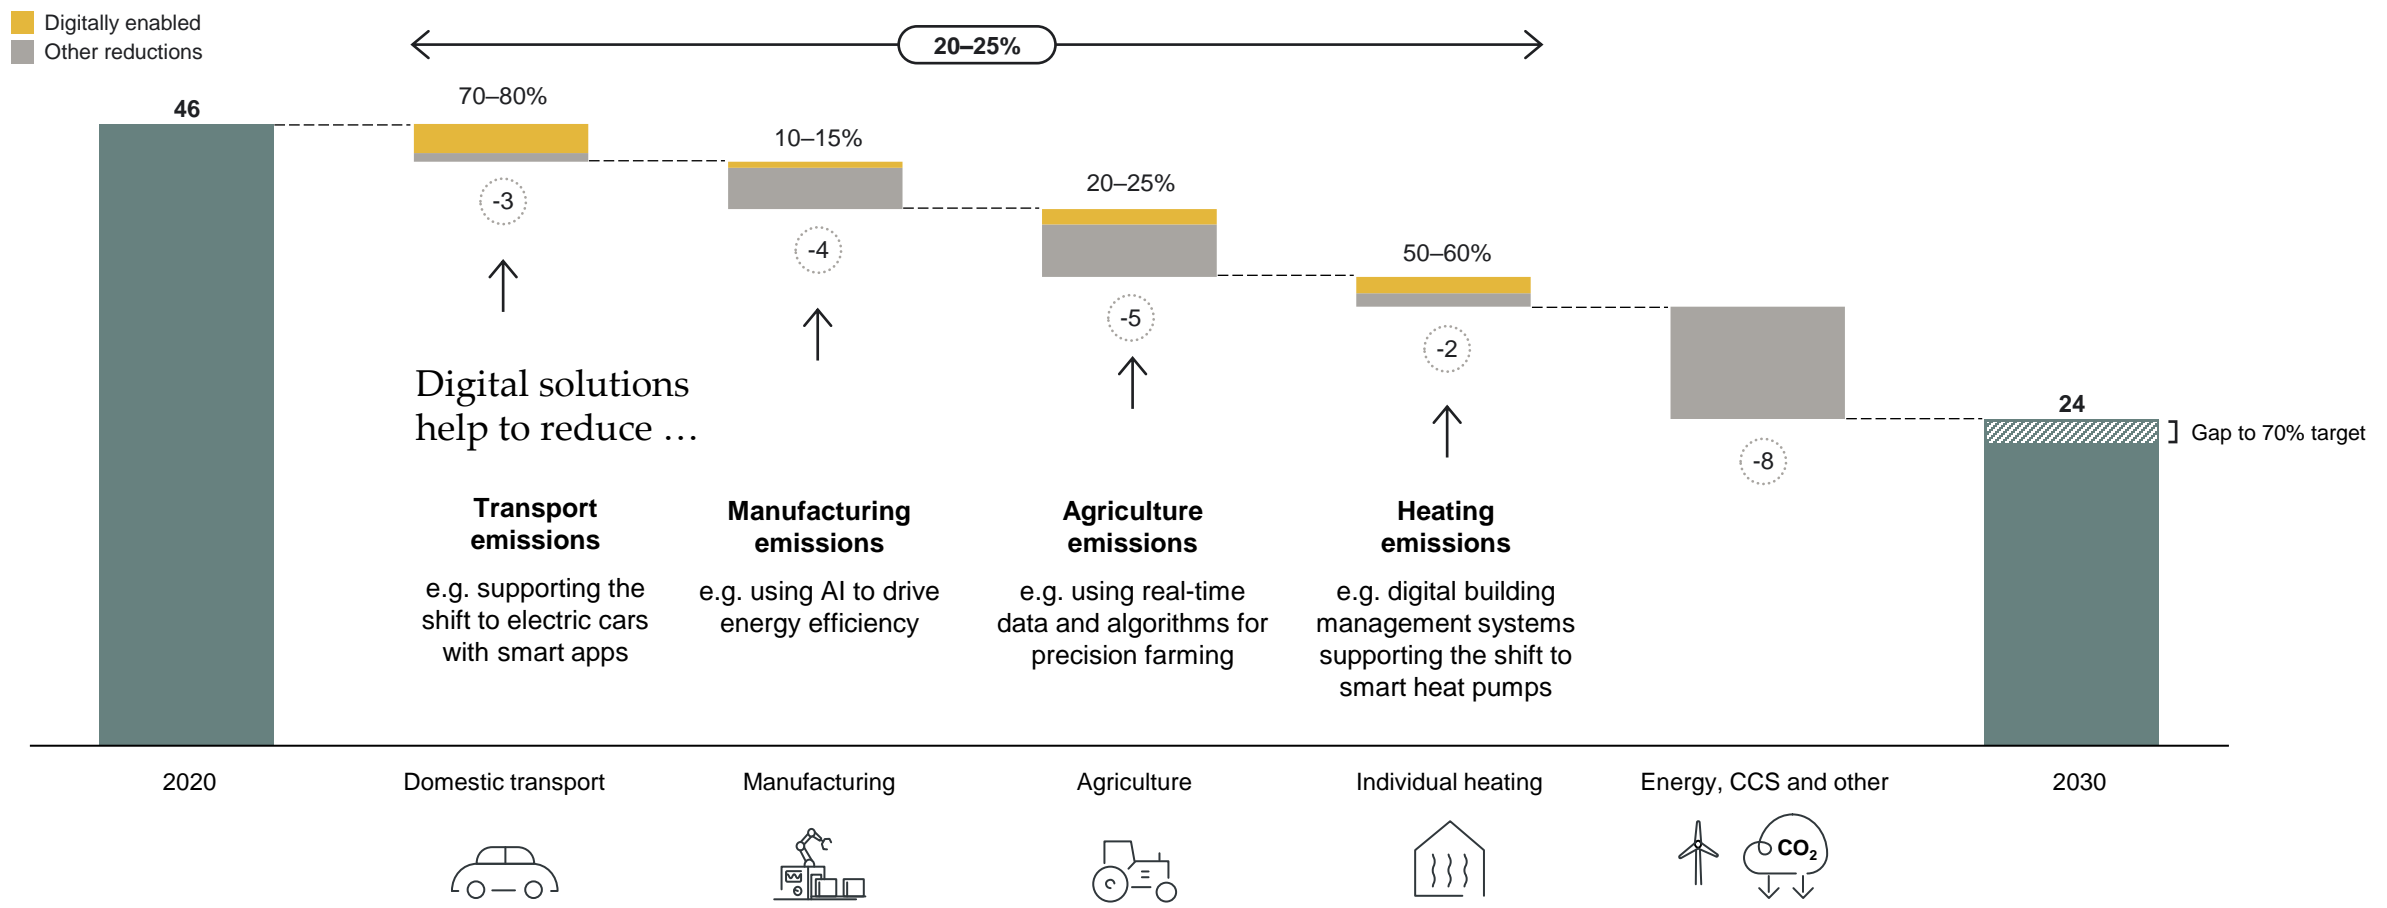 Digitally enabled
Other reductions
20–25%
46
70–80%
10–15%
20–25%
50–60%
24
-3
-4
-5
-2
-8
Gap to 70% target
Digital solutions
help to reduce …
Transport
emissions
e.g. supporting the
shift to electric cars
with smart apps
Manufacturing
emissions
e.g. using AI to drive
energy efficiency
Agriculture
emissions
e.g. using real-time
data and algorithms for
precision farming
Heating
emissions
e.g. digital building
management systems
supporting the shift to
smart heat pumps
2020
Domestic transport
Manufacturing
Agriculture
Individual heating
Energy, CCS and other
2030
CO₂